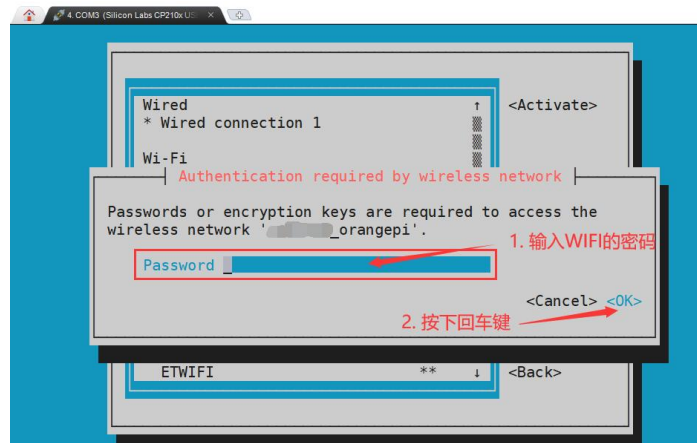 4. COM3 (Silicon Labs CP210x US
Wired
<Activate>
* Wired connection 1
Wi-Fi
Authentication required by wireless network
Passwords or encryption keys are required to access the
wireless network '_orangepi'.
1. 输入WIFI的密码
Password
<Cancel> <OK>
2. 按下回车键
ETWIFI ** ↓ <Back>